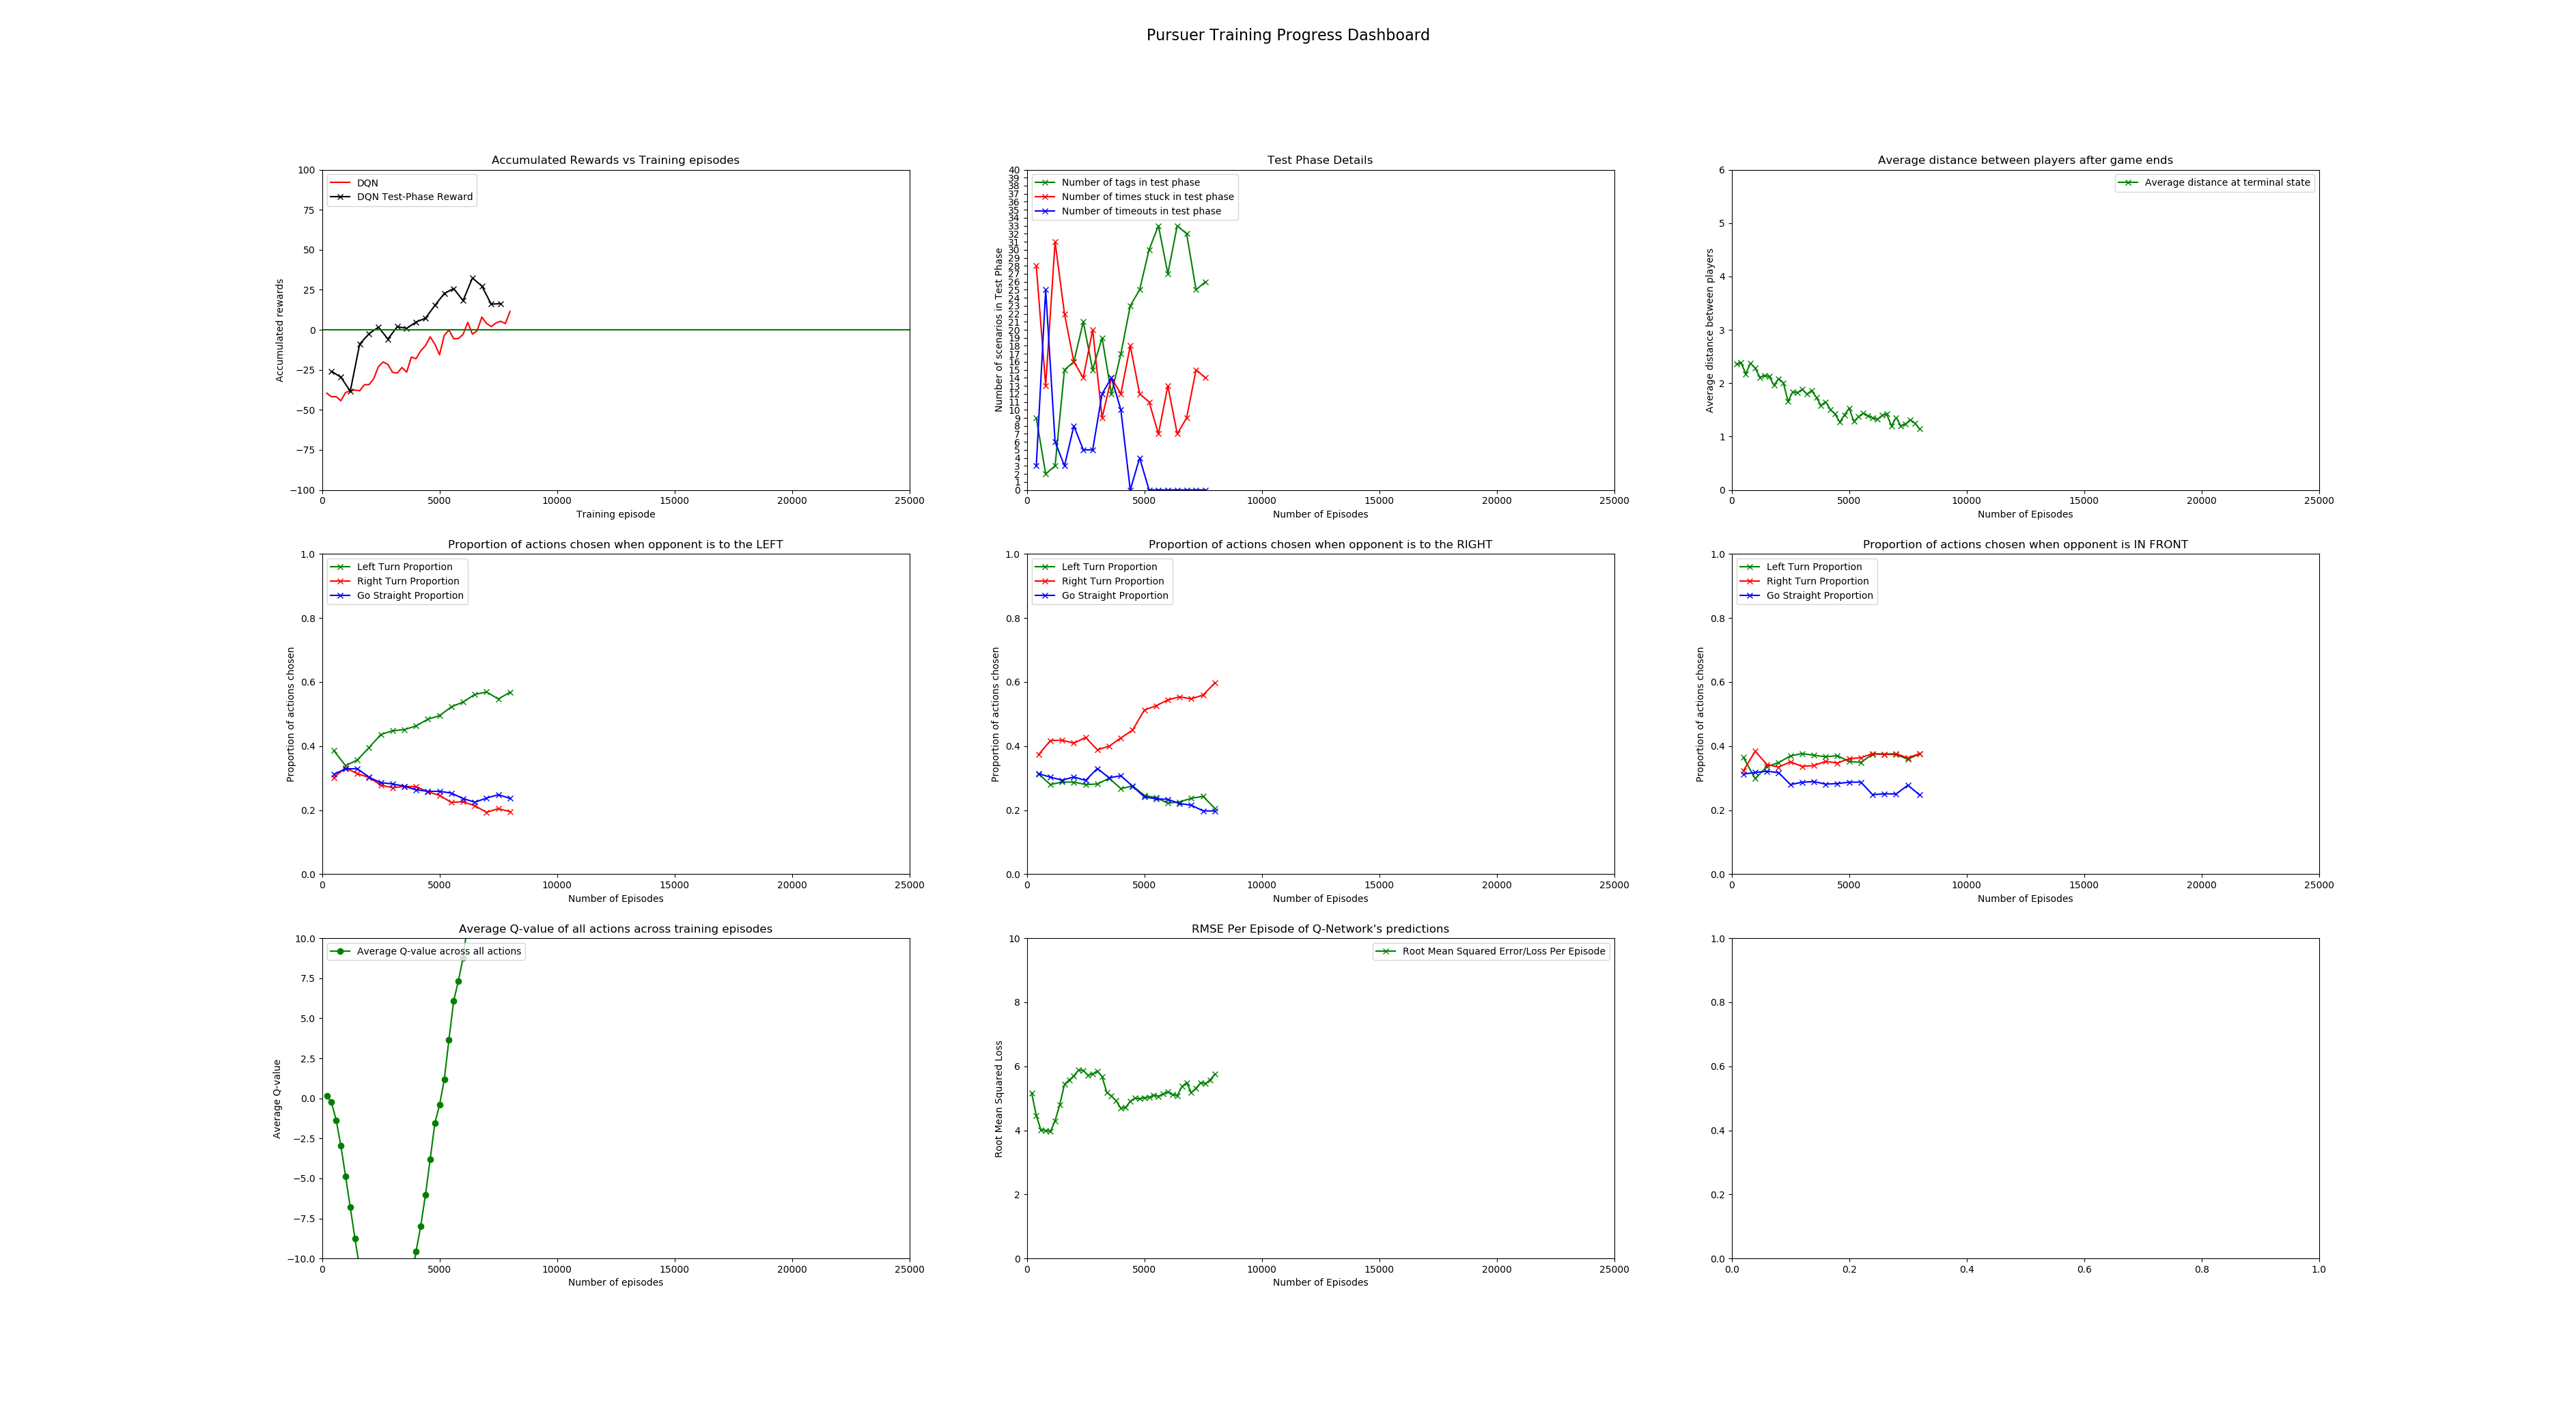 Pursuer Training Progress Dashboard
Accumulated Rewards vs Training episodes
DQN
DQN Test-Phase Reward
Accumulated rewards
100
75
50
25
0
−25
−50
−75
−100
0 5000 10000 15000 20000 25000
Training episode
Test Phase Details
Number of tags in test phase
Number of times stuck in test phase
Number of timeouts in test phase
Number of scenarios in Test Phase
40
39
38
37
36
35
34
33
32
31
30
29
28
27
26
25
24
23
22
21
20
19
18
17
16
15
14
13
12
11
10
9
8
7
6
5
4
3
2
1
0
0 5000 10000 15000 20000 25000
Number of Episodes
Average distance between players after game ends
Average distance at terminal state
Average distance between players
6
5
4
3
2
1
0
0 5000 10000 15000 20000 25000
Number of Episodes
Proportion of actions chosen when opponent is to the LEFT
Left Turn Proportion
Right Turn Proportion
Go Straight Proportion
Proportion of actions chosen
1.0
0.8
0.6
0.4
0.2
0.0
0 5000 10000 15000 20000 25000
Number of Episodes
Proportion of actions chosen when opponent is to the RIGHT
Left Turn Proportion
Right Turn Proportion
Go Straight Proportion
Proportion of actions chosen
1.0
0.8
0.6
0.4
0.2
0.0
0 5000 10000 15000 20000 25000
Number of Episodes
Proportion of actions chosen when opponent is IN FRONT
Left Turn Proportion
Right Turn Proportion
Go Straight Proportion
Proportion of actions chosen
1.0
0.8
0.6
0.4
0.2
0.0
0 5000 10000 15000 20000 25000
Number of Episodes
Average Q-value of all actions across training episodes
Average Q-value across all actions
Average Q-value
10.0
7.5
5.0
2.5
0.0
−2.5
−5.0
−7.5
−10.0
0 5000 10000 15000 20000 25000
Number of episodes
RMSE Per Episode of Q-Network's predictions
Root Mean Squared Error/Loss Per Episode
Root Mean Squared Loss
10
8
6
4
2
0
0 5000 10000 15000 20000 25000
Number of Episodes
1.0
0.8
0.6
0.4
0.2
0.0
0.0 0.2 0.4 0.6 0.8 1.0